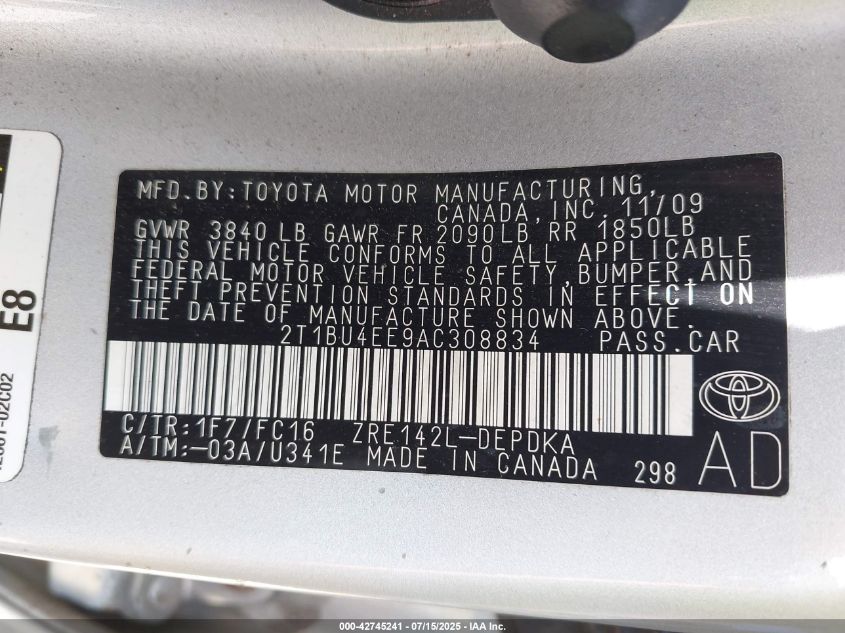 MFD.BY:TOYOTA MOTOR MANUFACTURING,
CANADA,INC. 11/09
GVWR 3840 LB GAWR FR 2090LB RR 1850LB
THIS VEHICLE CONFORMS TO ALL APPLICABLE
FEDERAL MOTOR VEHICLE SAFETY,BUMPER,AND
THEFT PREVENTION STANDARDS IN EFFECT ON
THE DATE OF MANUFACTURE SHOWN ABOVE.
2T1BU4EE9AC308834 PASS.CAR
C/TR:1F7/FC16 ZRE142L-DEPDKA
A/TM:-03A/U341E MADE IN CANADA 298
AD
E8
000-42745241 / 07/15/2025 - IAA Inc.